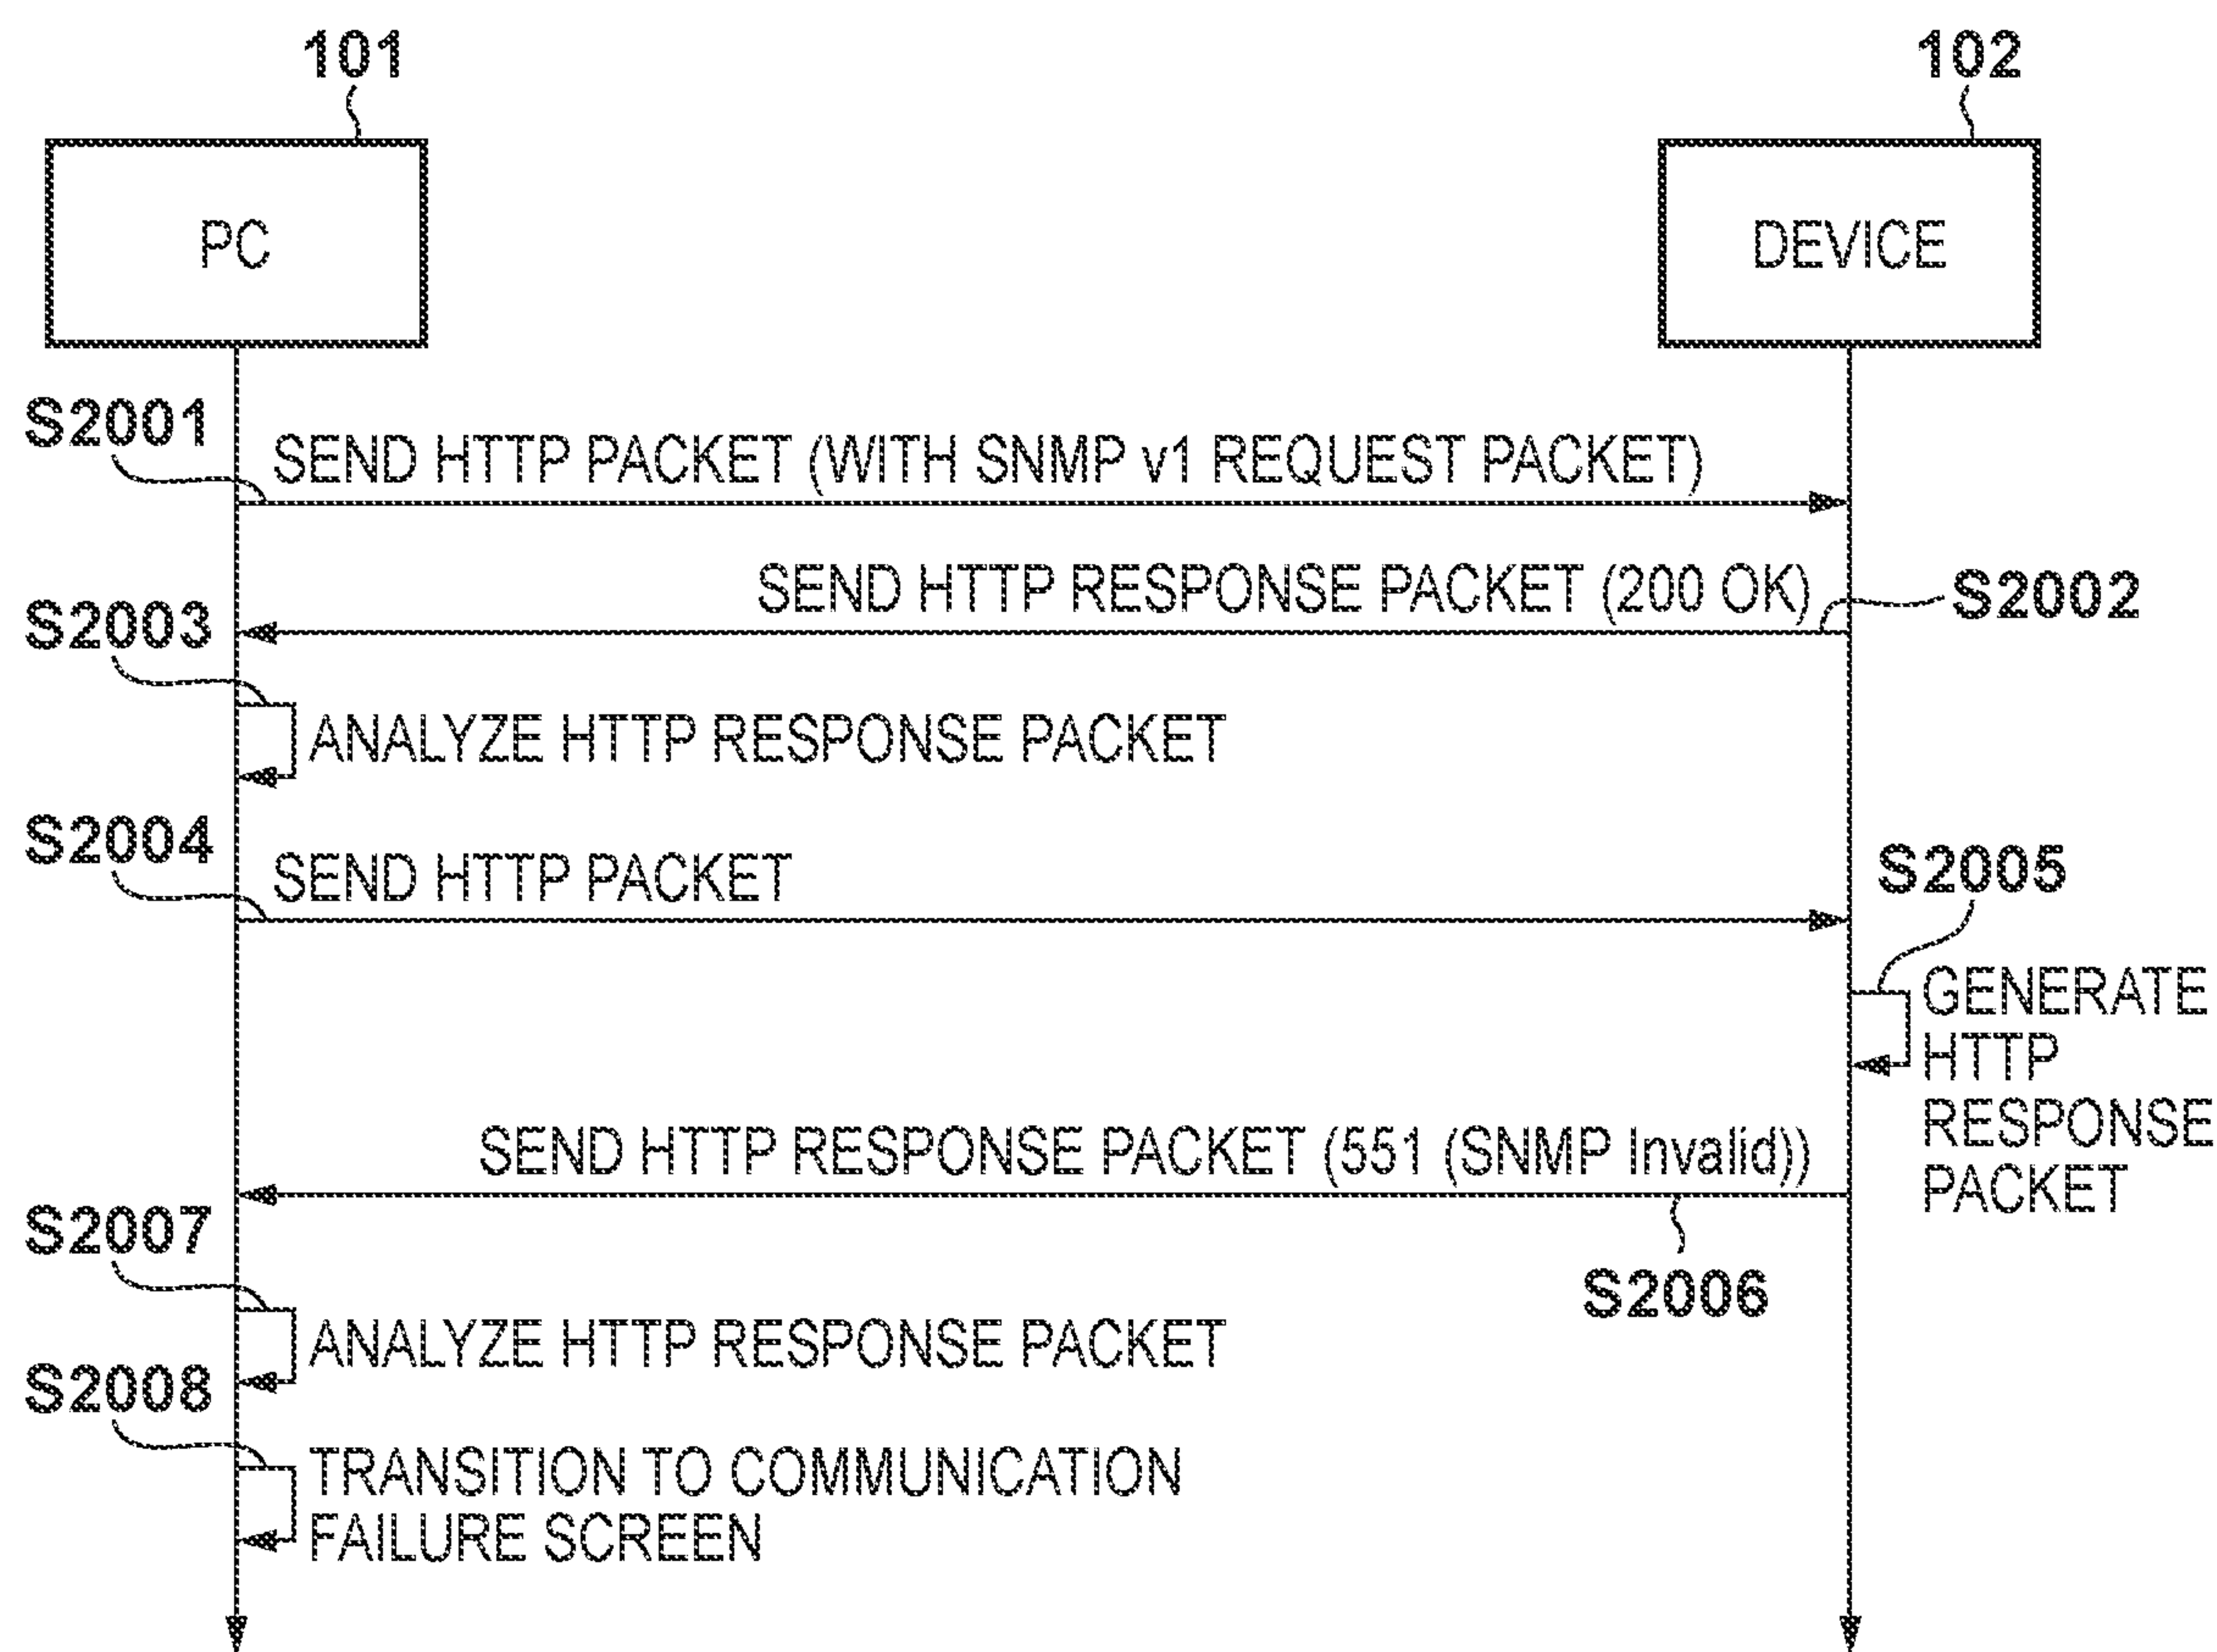 101
102
PC
DEVICE
S2001
SEND HTTP PACKET (WITH SNMP v1 REQUEST PACKET)
SEND HTTP RESPONSE PACKET (200 OK)
S2002
S2003
ANALYZE HTTP RESPONSE PACKET
S2004
SEND HTTP PACKET
S2005
GENERATE
HTTP
RESPONSE
PACKET
SEND HTTP RESPONSE PACKET (551 (SNMP Invalid))
S2006
S2007
ANALYZE HTTP RESPONSE PACKET
S2008
TRANSITION TO COMMUNICATION
FAILURE SCREEN